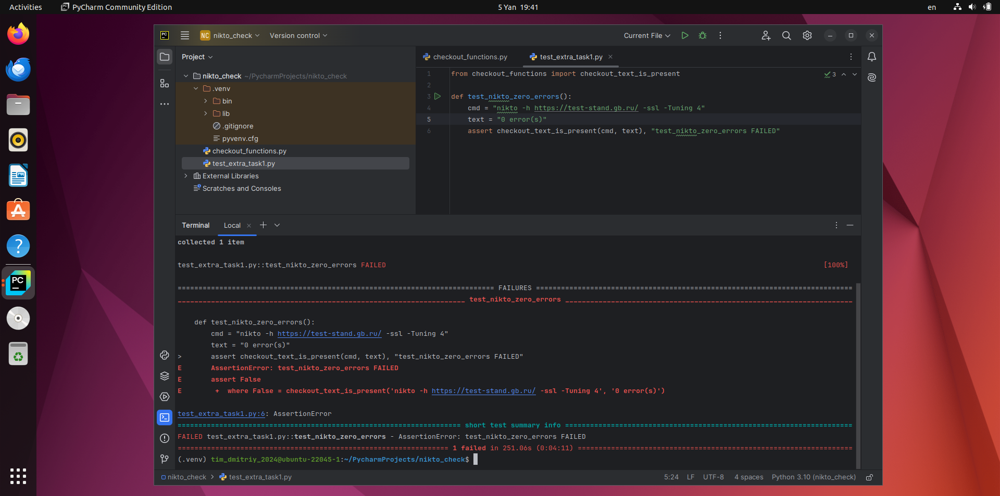 Activities
PyCharm Community Edition
5 Yan 19:41
en
NC nikto_check
Version control
Current File
Project
checkout_functions.py
test_extra_task1.py
nikto_check ~/PycharmProjects/nikto_check
.venv
bin
lib
.gitignore
pyvenv.cfg
checkout_functions.py
test_extra_task1.py
External Libraries
Scratches and Consoles
1 from checkout_functions import checkout_text_is_present
2
3 def test_nikto_zero_errors():
4 cmd = "nikto -h https://test-stand.gb.ru/ -ssl -Tuning 4"
5 text = "0 error(s)"
6 assert checkout_text_is_present(cmd, text), "test_nikto_zero_errors FAILED"
3
Terminal
Local
collected 1 item
test_extra_task1.py::test_nikto_zero_errors FAILED [100%]
============================================================================ FAILURES ============================================================================
_____________________________________________________________________ test_nikto_zero_errors _____________________________________________________________________
def test_nikto_zero_errors():
cmd = "nikto -h https://test-stand.gb.ru/ -ssl -Tuning 4"
text = "0 error(s)"
> assert checkout_text_is_present(cmd, text), "test_nikto_zero_errors FAILED"
E AssertionError: test_nikto_zero_errors FAILED
E assert False
E + where False = checkout_text_is_present('nikto -h https://test-stand.gb.ru/ -ssl -Tuning 4', '0 error(s)')
test_extra_task1.py:6: AssertionError
==================================================================== short test summary info =====================================================================
FAILED test_extra_task1.py::test_nikto_zero_errors - AssertionError: test_nikto_zero_errors FAILED
================================================================= 1 failed in 251.06s (0:04:11) ==================================================================
(.venv) tim_dmitriy_2024@ubuntu-22045-1:~/PycharmProjects/nikto_check$
nikto_check > test_extra_task1.py
5:24 LF UTF-8 4 spaces Python 3.10 (nikto_check)
PC
PC